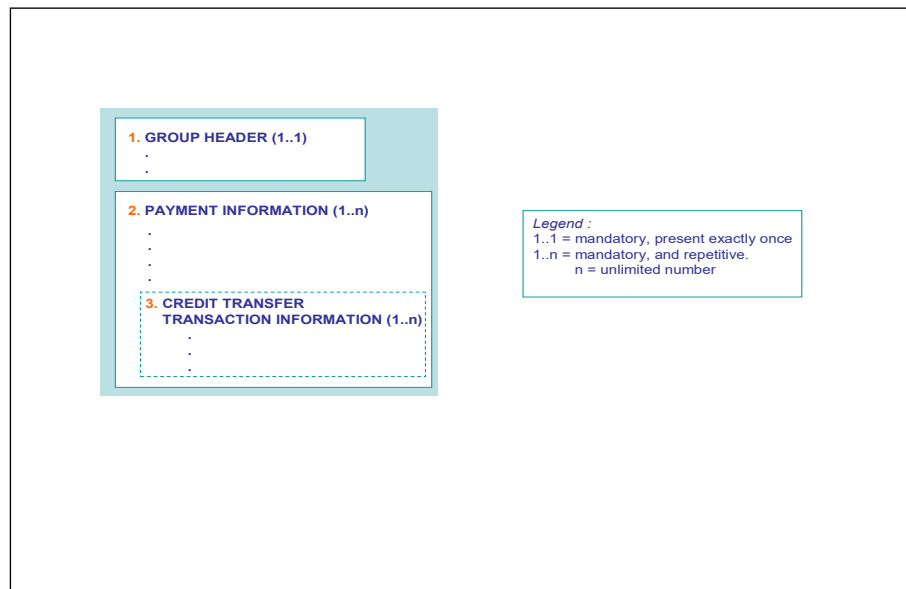 1. GROUP HEADER (1..1)
.
.
2. PAYMENT INFORMATION (1..n)
.
.
.
.
3. CREDIT TRANSFER
TRANSACTION INFORMATION (1..n)
.
.
.
Legend :
1..1 = mandatory, present exactly once
1..n = mandatory, and repetitive.
n = unlimited number